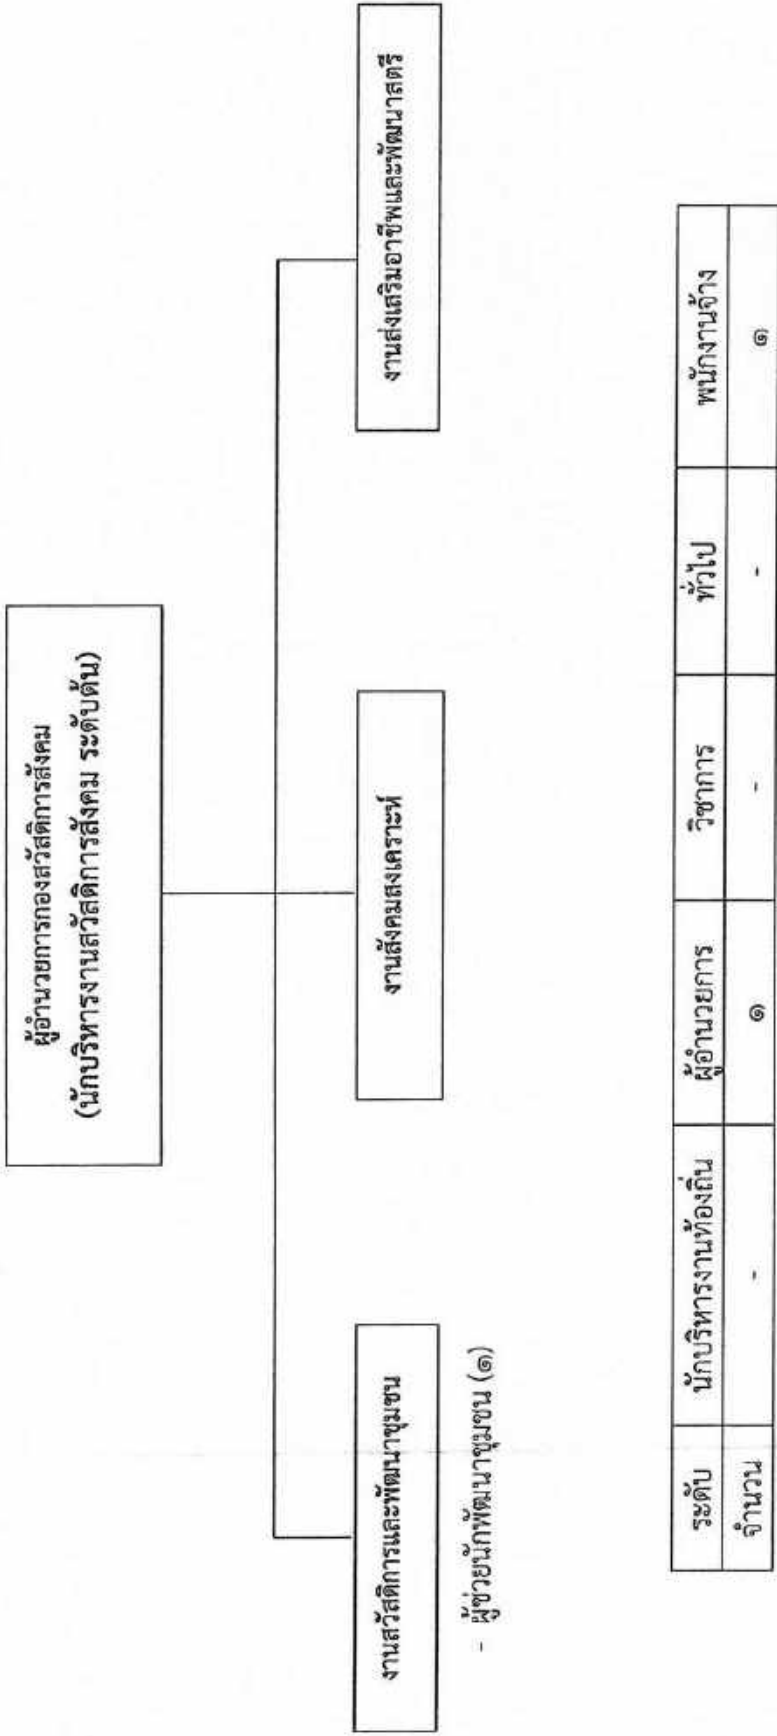 ผู้อำนวยการกองสวัสดิการสังคม
(นักบริหารงานสวัสดิการสังคม ระดับต้น)
งานสวัสดิการและพัฒนาชุมชน
งานสังคมสงเคราะห์
งานส่งเสริมอาชีพและพัฒนาสตรี
- ผู้ช่วยนักพัฒนาชุมชน (๑)
ระดับ นักบริหารงานท้องถิ่น ผู้อำนวยการ วิชาการ ทั่วไป พนักงานจ้าง
จำนวน - ๑ - - ๑